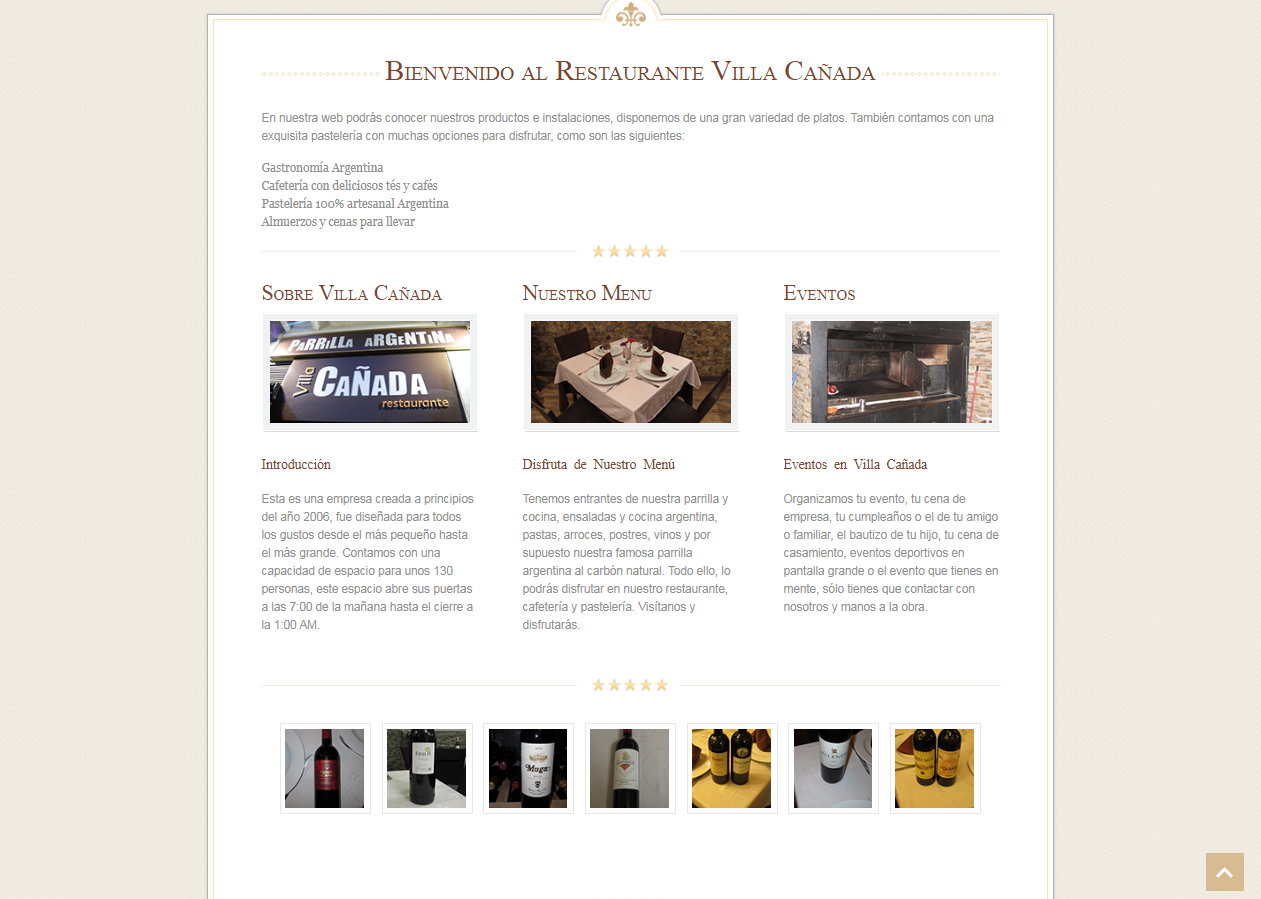 Bienvenido al Restaurante Villa Cañada
En nuestra web podrás conocer nuestros productos e instalaciones, disponemos de una gran variedad de platos. También contamos con una
exquisita pastelería con muchas opciones para disfrutar, como son las siguientes:
Gastronomía Argentina
Cafetería con deliciosos tés y cafés
Pastelería 100% artesanal Argentina
Almuerzos y cenas para llevar
Sobre Villa Cañada
PARRILLA ARGENTINA
Villa CAÑADA
restaurante
Introducción
Esta es una empresa creada a principios
del año 2006, fue diseñada para todos
los gustos desde el más pequeño hasta
el más grande. Contamos con una
capacidad de espacio para unos 130
personas, este espacio abre sus puertas
a las 7:00 de la mañana hasta el cierre a
la 1:00 AM.
Nuestro Menu
Disfruta de Nuestro Menú
Tenemos entrantes de nuestra parrilla y
cocina, ensaladas y cocina argentina,
pastas, arroces, postres, vinos y por
supuesto nuestra famosa parrilla
argentina al carbón natural. Todo ello, lo
podrás disfrutar en nuestro restaurante,
cafetería y pastelería. Visítanos y
disfrutarás.
Eventos
Eventos en Villa Cañada
Organizamos tu evento, tu cena de
empresa, tu cumpleaños o el de tu amigo
o familiar, el bautizo de tu hijo, tu cena de
casamiento, eventos deportivos en
pantalla grande o el evento que tienes en
mente, sólo tienes que contactar con
nosotros y manos a la obra.